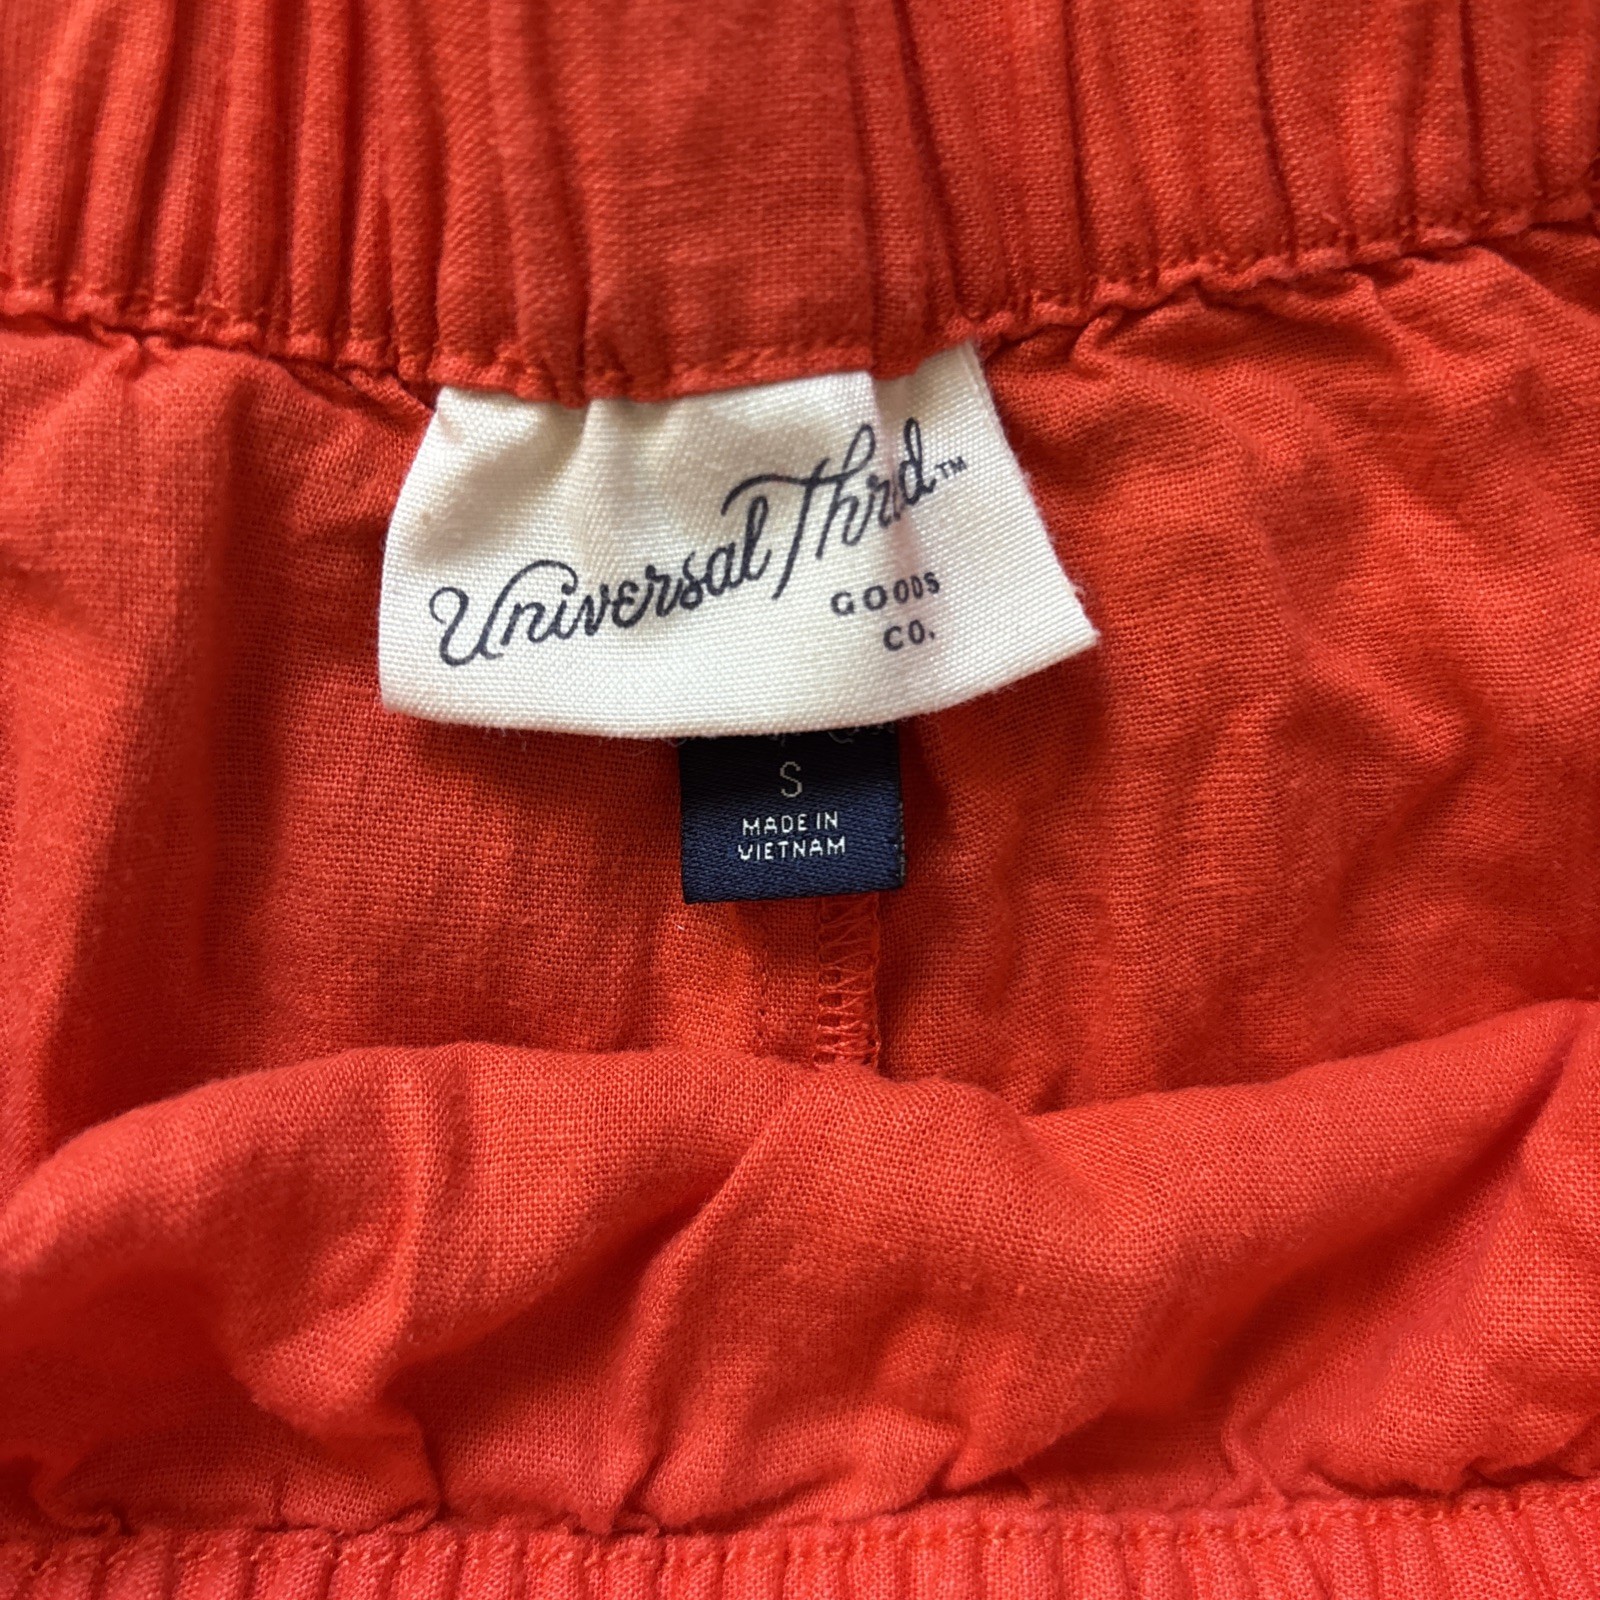 Universal Thread™
GOODS
CO.
S
MADE IN
VIETNAM